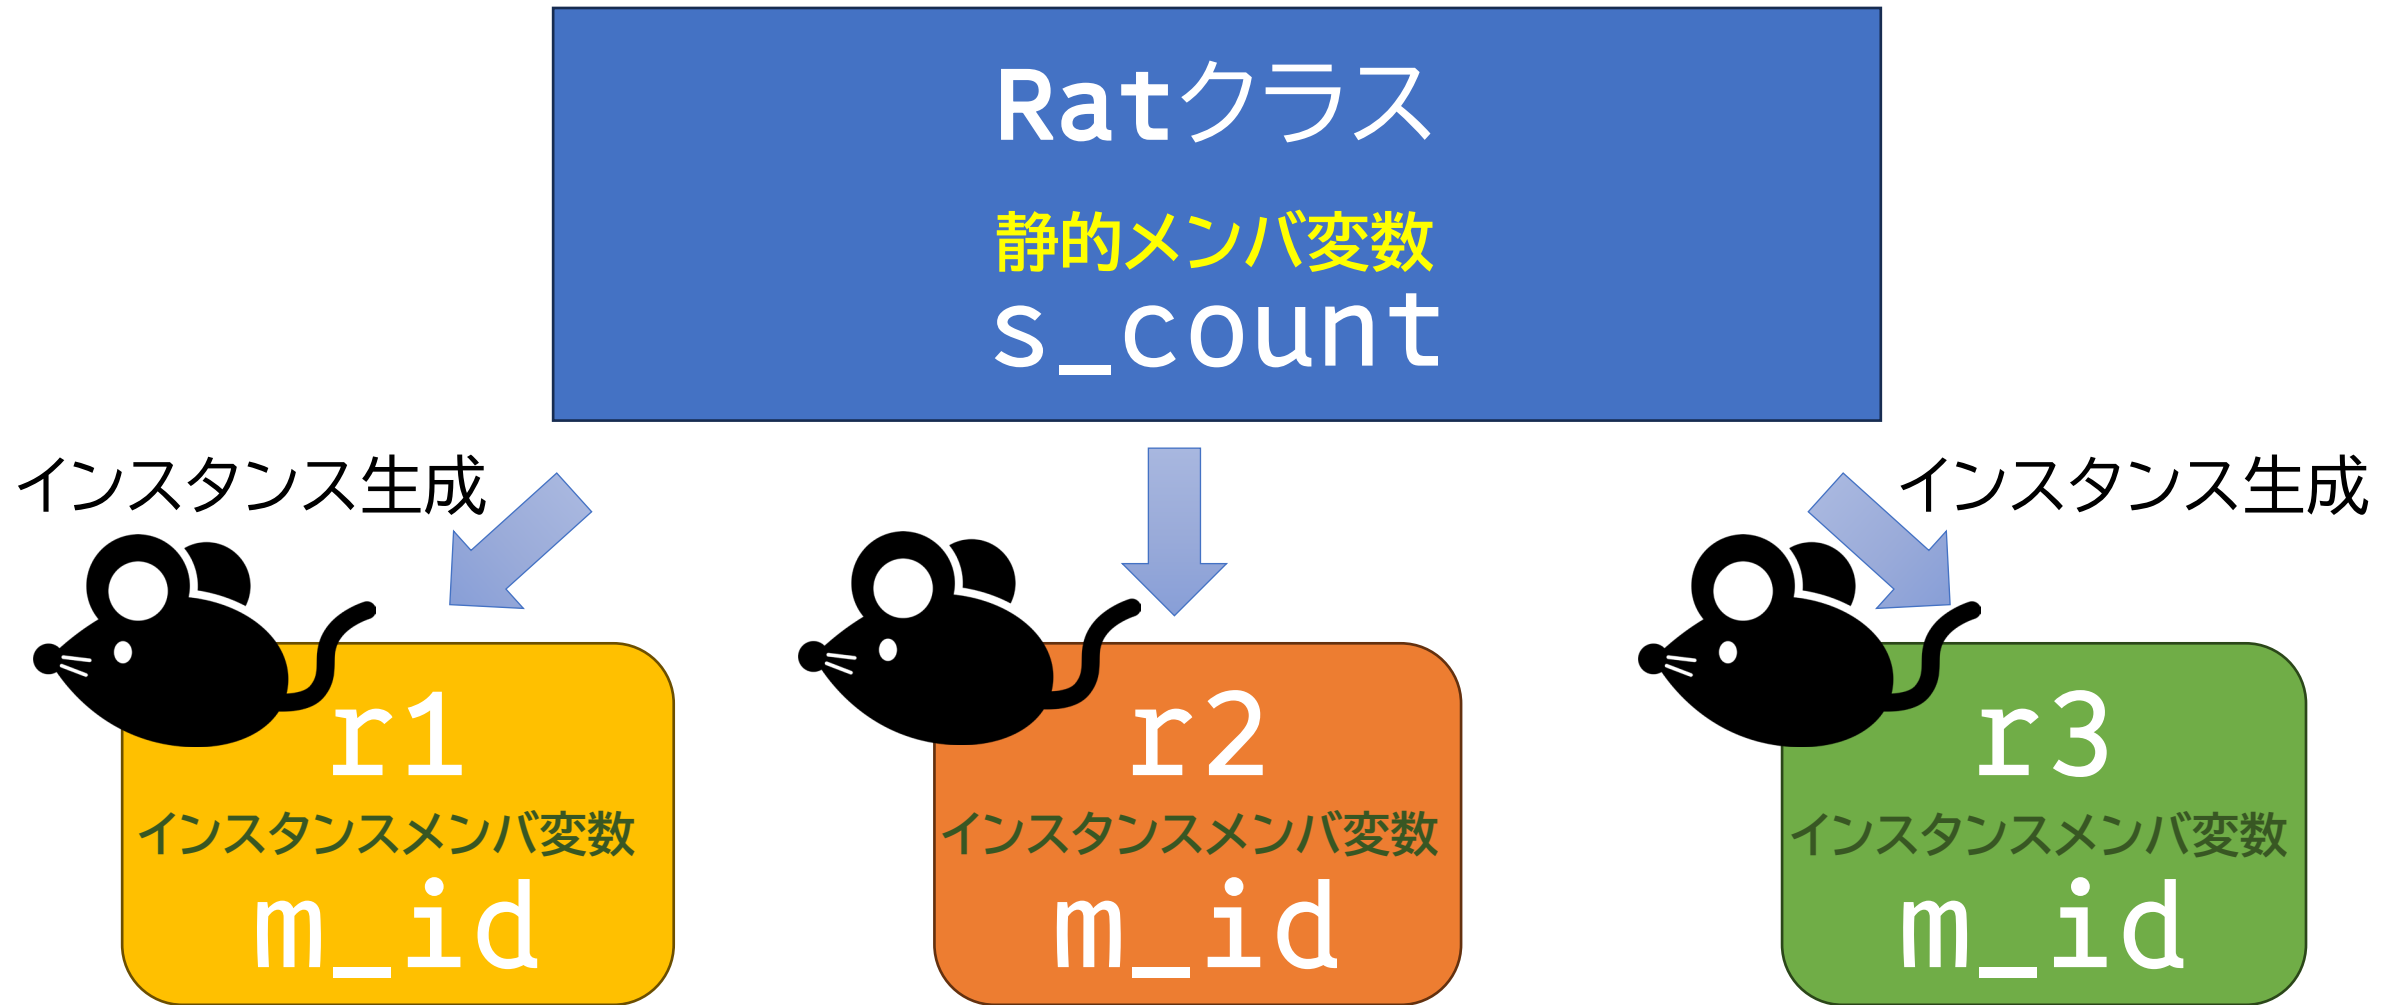 Ratクラス
静的メンバ変数
s_count
インスタンス生成
インスタンス生成
r1
インスタンスメンバ変数
m_id
r2
インスタンスメンバ変数
m_id
r3
インスタンスメンバ変数
m_id